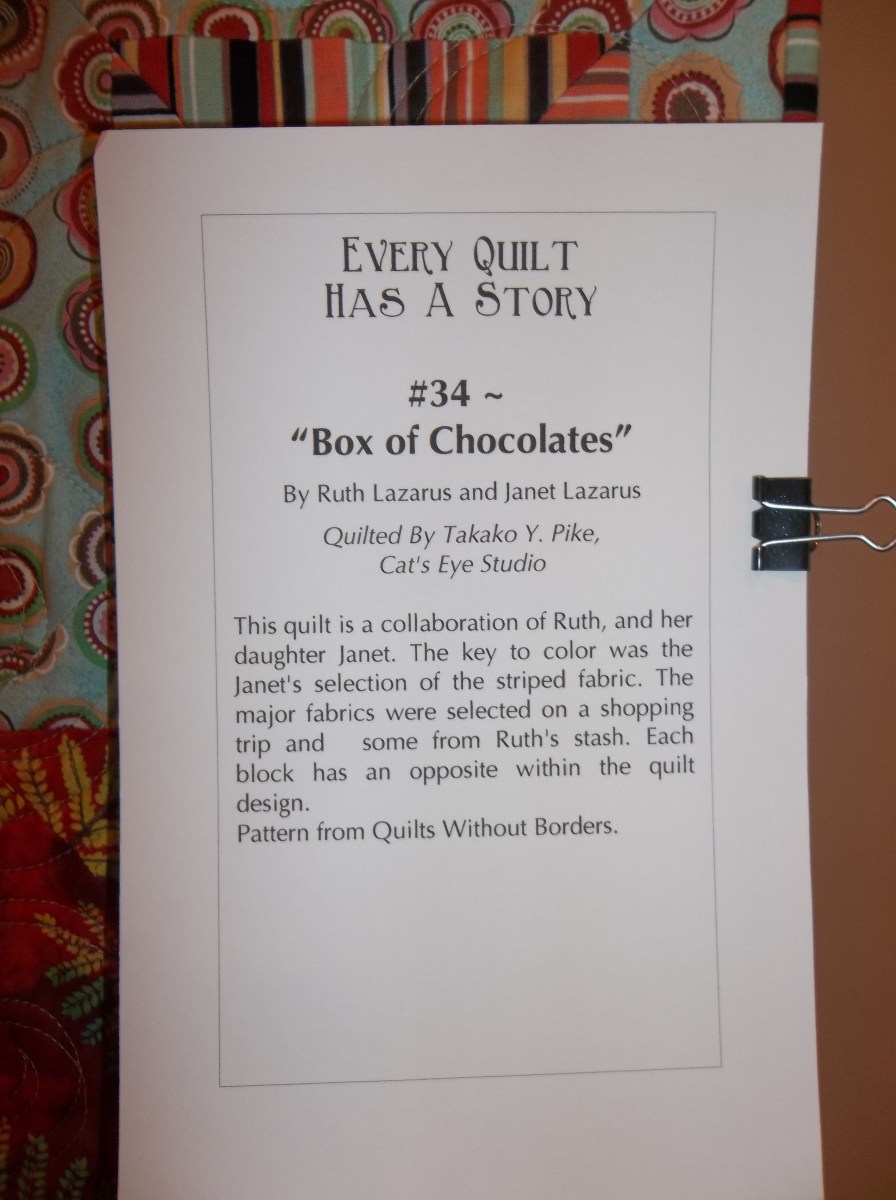 Every Quilt
Has A Story
#34 ~
“Box of Chocolates”
By Ruth Lazarus and Janet Lazarus
Quilted By Takako Y. Pike,
Cat's Eye Studio
This quilt is a collaboration of Ruth, and her
daughter Janet. The key to color was the
Janet's selection of the striped fabric. The
major fabrics were selected on a shopping
trip and some from Ruth's stash. Each
block has an opposite within the quilt
design.
Pattern from Quilts Without Borders.